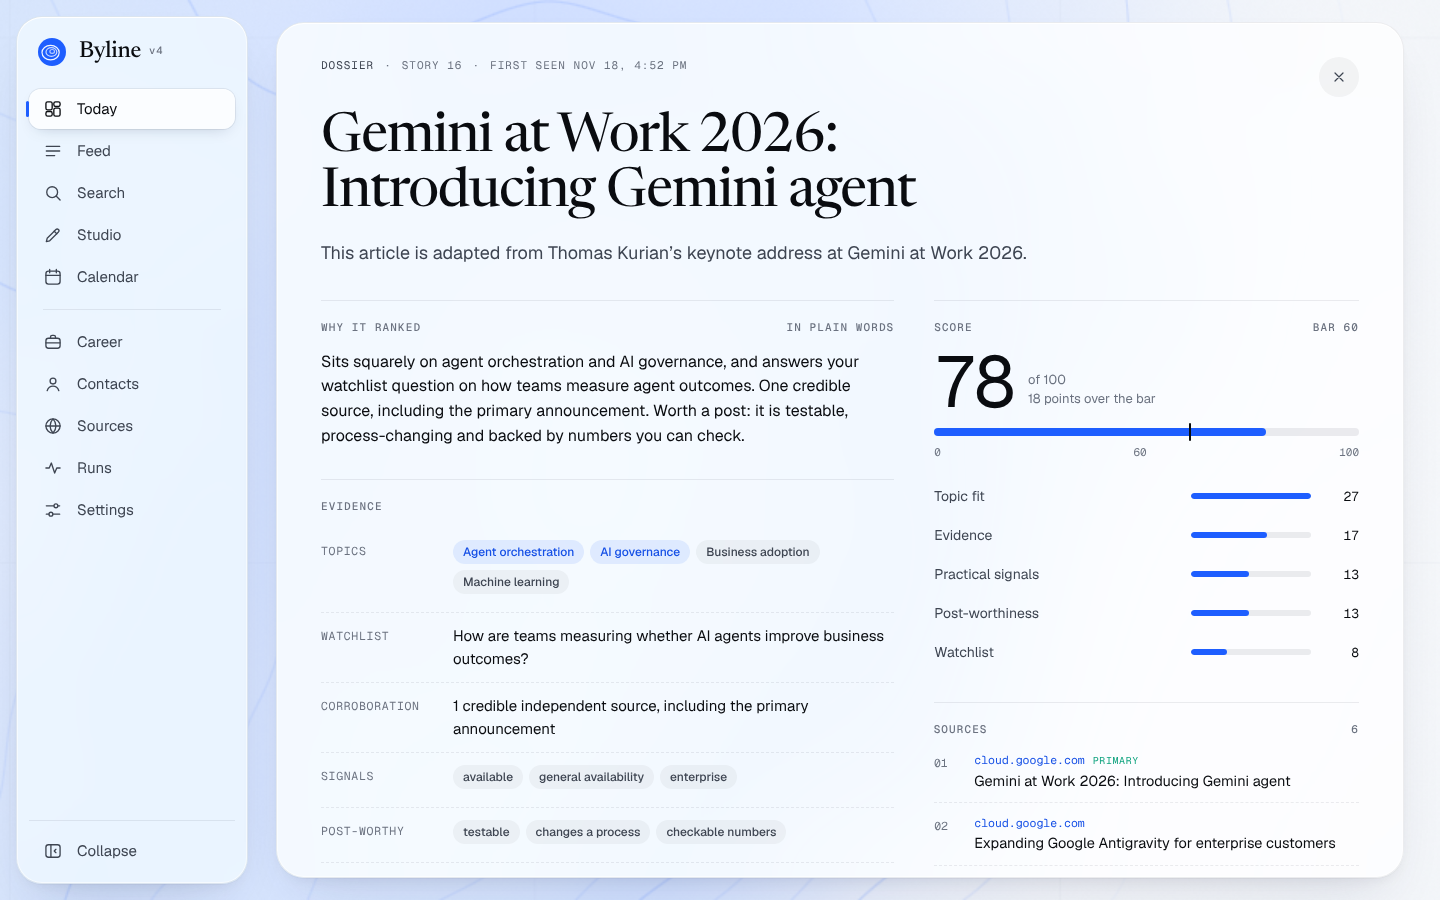 Byline v4
Today
Feed
Search
Studio
Calendar
Career
Contacts
Sources
Runs
Settings
Collapse
DOSSIER · STORY 16 · FIRST SEEN NOV 18, 4:52 PM
Gemini at Work 2026:
Introducing Gemini agent
This article is adapted from Thomas Kurian’s keynote address at Gemini at Work 2026.
WHY IT RANKED IN PLAIN WORDS
Sits squarely on agent orchestration and AI governance, and answers your
watchlist question on how teams measure agent outcomes. One credible
source, including the primary announcement. Worth a post: it is testable,
process-changing and backed by numbers you can check.
EVIDENCE
TOPICS Agent orchestration AI governance Business adoption
Machine learning
WATCHLIST How are teams measuring whether AI agents improve business
outcomes?
CORROBORATION 1 credible independent source, including the primary
announcement
SIGNALS available general availability enterprise
POST-WORTHY testable changes a process checkable numbers
SCORE BAR 60
78 of 100
18 points over the bar
0 60 100
Topic fit 27
Evidence 17
Practical signals 13
Post-worthiness 13
Watchlist 8
SOURCES 6
01 cloud.google.com PRIMARY
Gemini at Work 2026: Introducing Gemini agent
02 cloud.google.com
Expanding Google Antigravity for enterprise customers